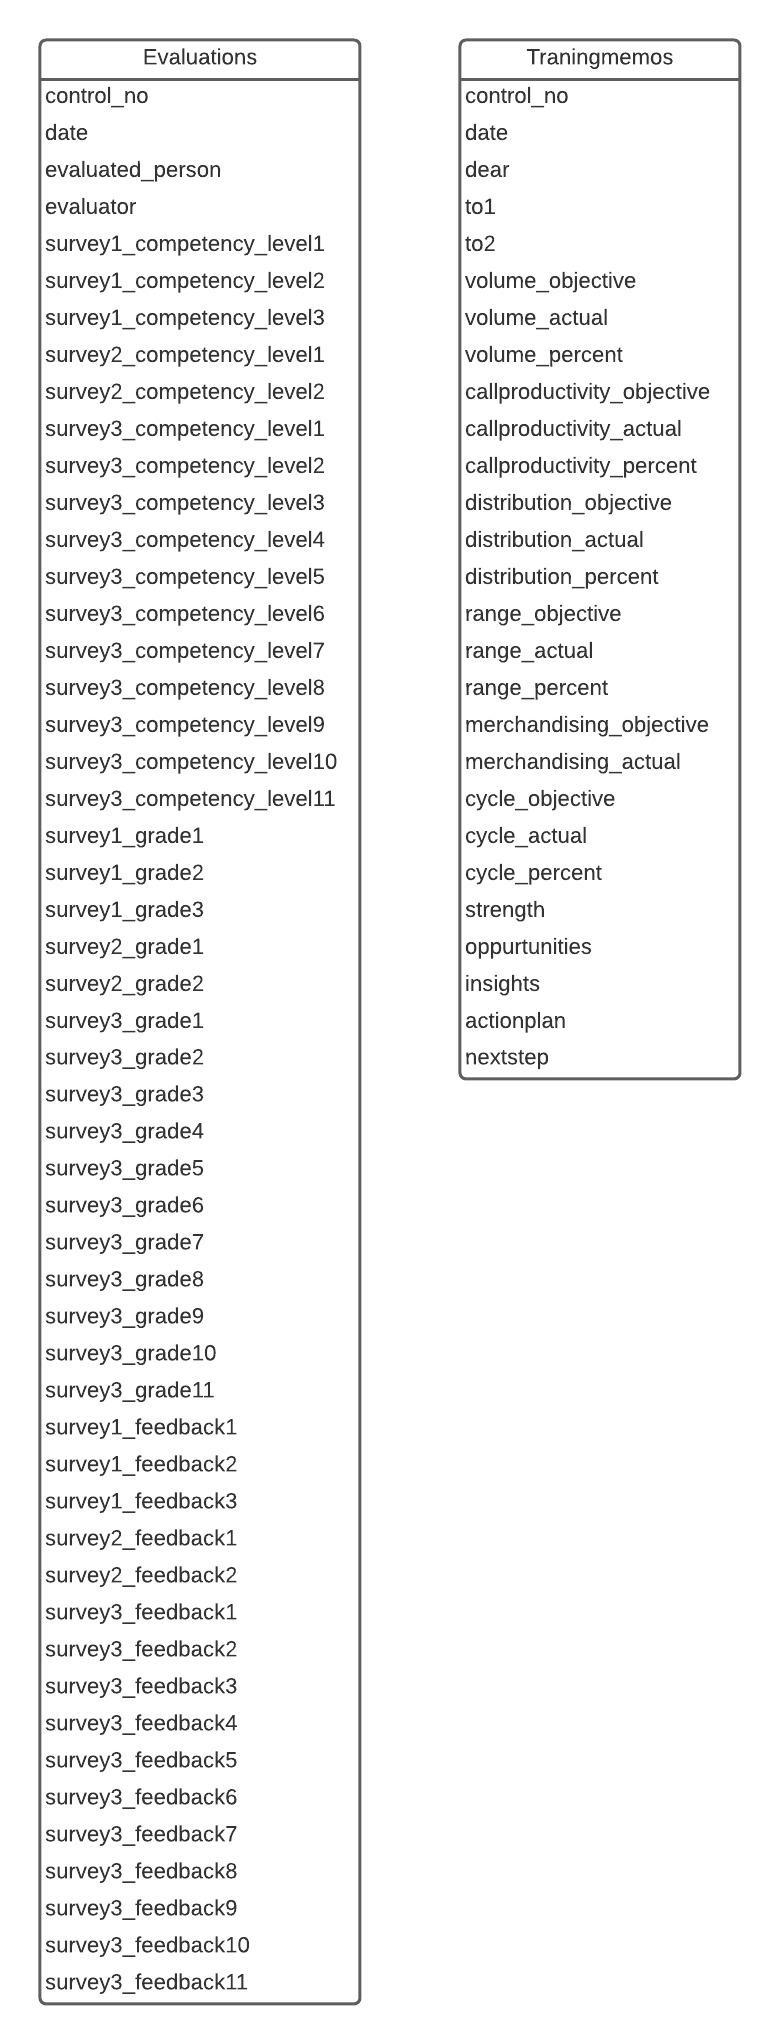 Evaluations
control_no
date
evaluated_person
evaluator
survey1_competency_level1
survey1_competency_level2
survey1_competency_level3
survey2_competency_level1
survey2_competency_level2
survey3_competency_level1
survey3_competency_level2
survey3_competency_level3
survey3_competency_level4
survey3_competency_level5
survey3_competency_level6
survey3_competency_level7
survey3_competency_level8
survey3_competency_level9
survey3_competency_level10
survey3_competency_level11
survey1_grade1
survey1_grade2
survey1_grade3
survey2_grade1
survey2_grade2
survey3_grade1
survey3_grade2
survey3_grade3
survey3_grade4
survey3_grade5
survey3_grade6
survey3_grade7
survey3_grade8
survey3_grade9
survey3_grade10
survey3_grade11
survey1_feedback1
survey1_feedback2
survey1_feedback3
survey2_feedback1
survey2_feedback2
survey3_feedback1
survey3_feedback2
survey3_feedback3
survey3_feedback4
survey3_feedback5
survey3_feedback6
survey3_feedback7
survey3_feedback8
survey3_feedback9
survey3_feedback10
survey3_feedback11
Traningmemos
control_no
date
dear
to1
to2
volume_objective
volume_actual
volume_percent
callproductivity_objective
callproductivity_actual
callproductivity_percent
distribution_objective
distribution_actual
distribution_percent
range_objective
range_actual
range_percent
merchandising_objective
merchandising_actual
cycle_objective
cycle_actual
cycle_percent
strength
oppurtunities
insights
actionplan
nextstep